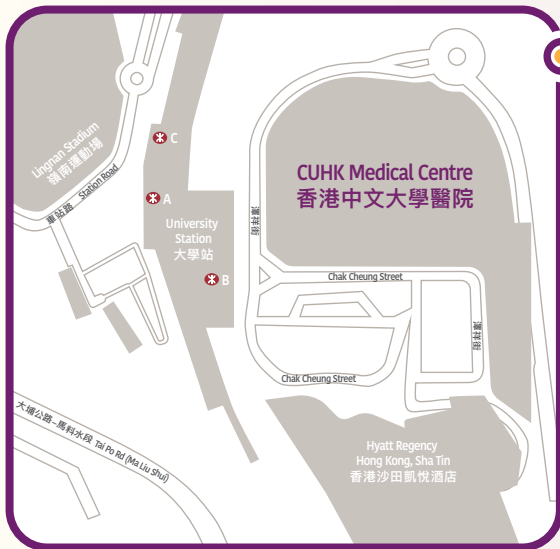 Lingnan Stadium
嶺南運動場
車站路 Station Road
C
A
University
Station
大學站
B
CUHK Medical Centre
香港中文大學醫院
澤祥街
Chak Cheung Street
澤祥街
Chak Cheung Street
大埔公路–馬料水段 Tai Po Rd (Ma Liu Shui)
Hyatt Regency
Hong Kong, Sha Tin
香港沙田凱悅酒店